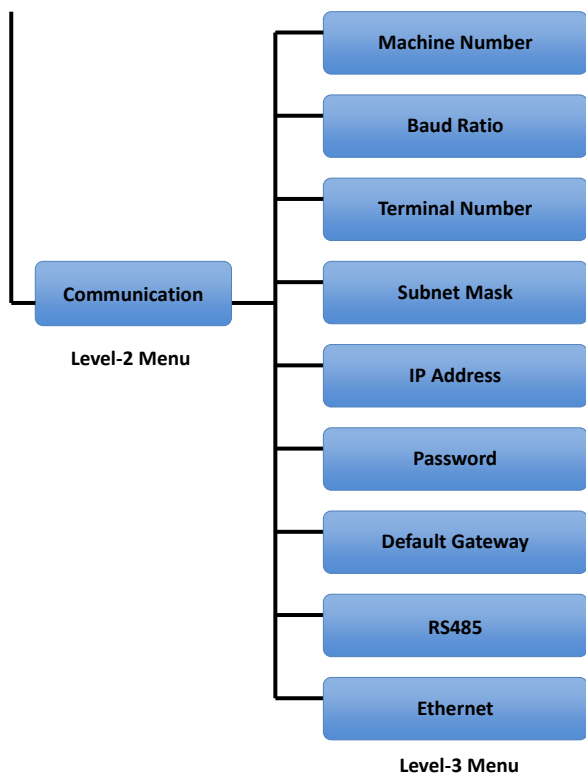 Machine Number
Baud Ratio
Terminal Number
Subnet Mask
Communication
Level-2 Menu
IP Address
Password
Default Gateway
RS485
Ethernet
Level-3 Menu